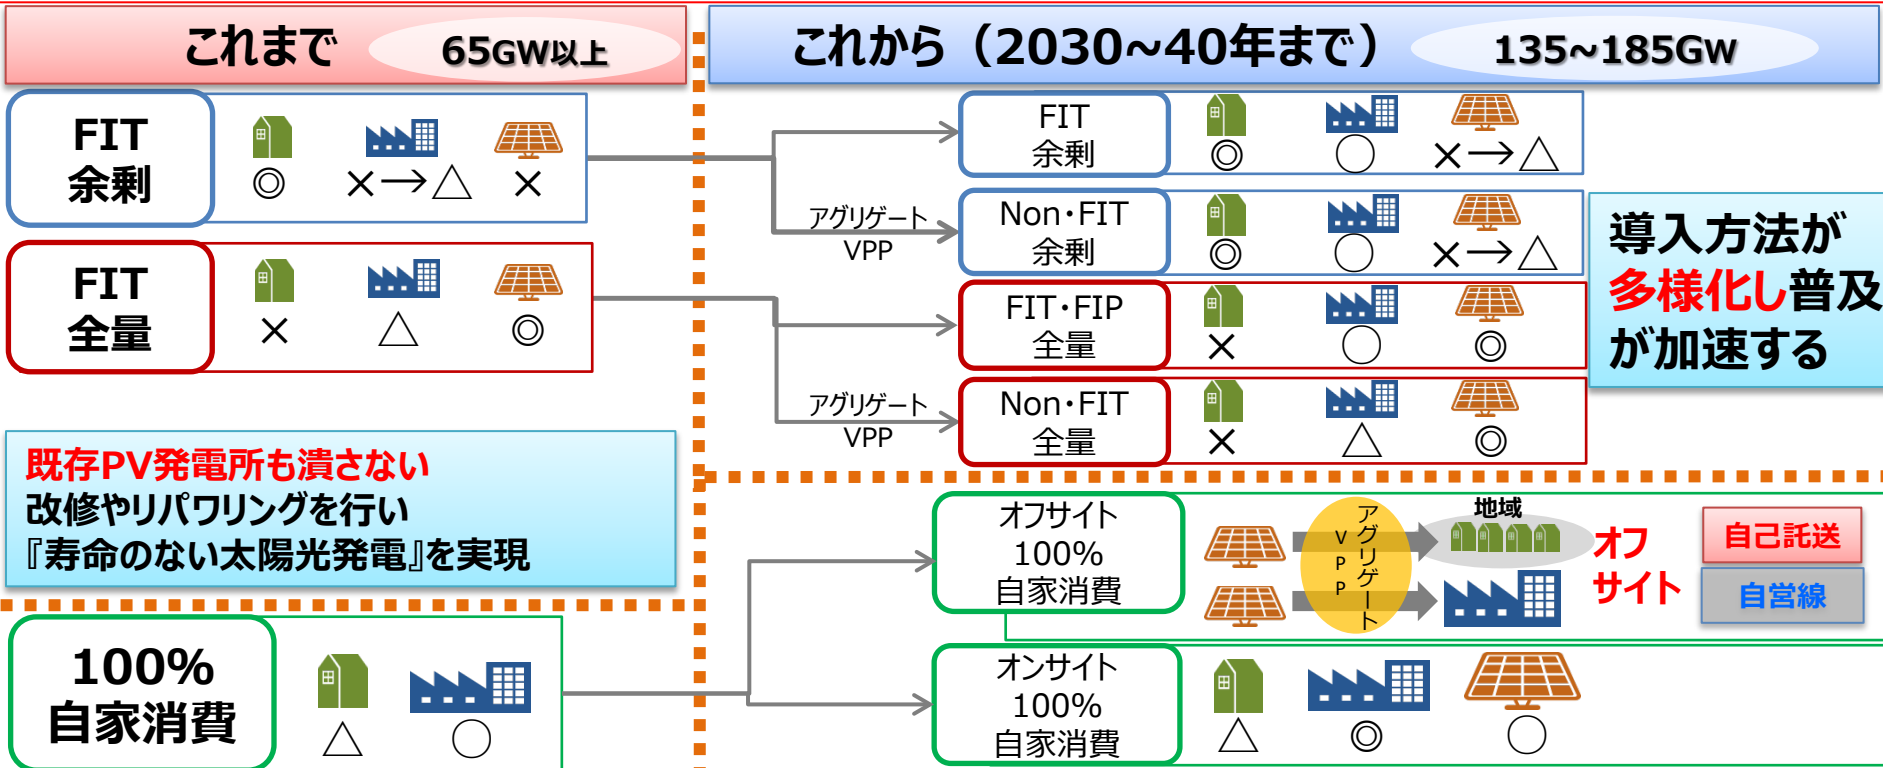 これまで 65GW以上
これから（2030~40年まで） 135~185GW
FIT
余剰
◎ ×→△ ×
FIT
全量
× △ ◎
FIT
余剰
◎ ○ ×→△
アグリゲート
VPP
Non･FIT
余剰
◎ ○ ×→△
FIT･FIP
全量
× ○ ◎
アグリゲート
VPP
Non･FIT
全量
× △ ◎
導入方法が
多様化し普及
が加速する
既存PV発電所も潰さない
改修やリパワリングを行い
『寿命のない太陽光発電』を実現
100%
自家消費
△ ○
オフサイト
100%
自家消費
アグリゲート
VPP
地域
オフ
サイト
自己託送
自営線
オンサイト
100%
自家消費
△ ◎ ○